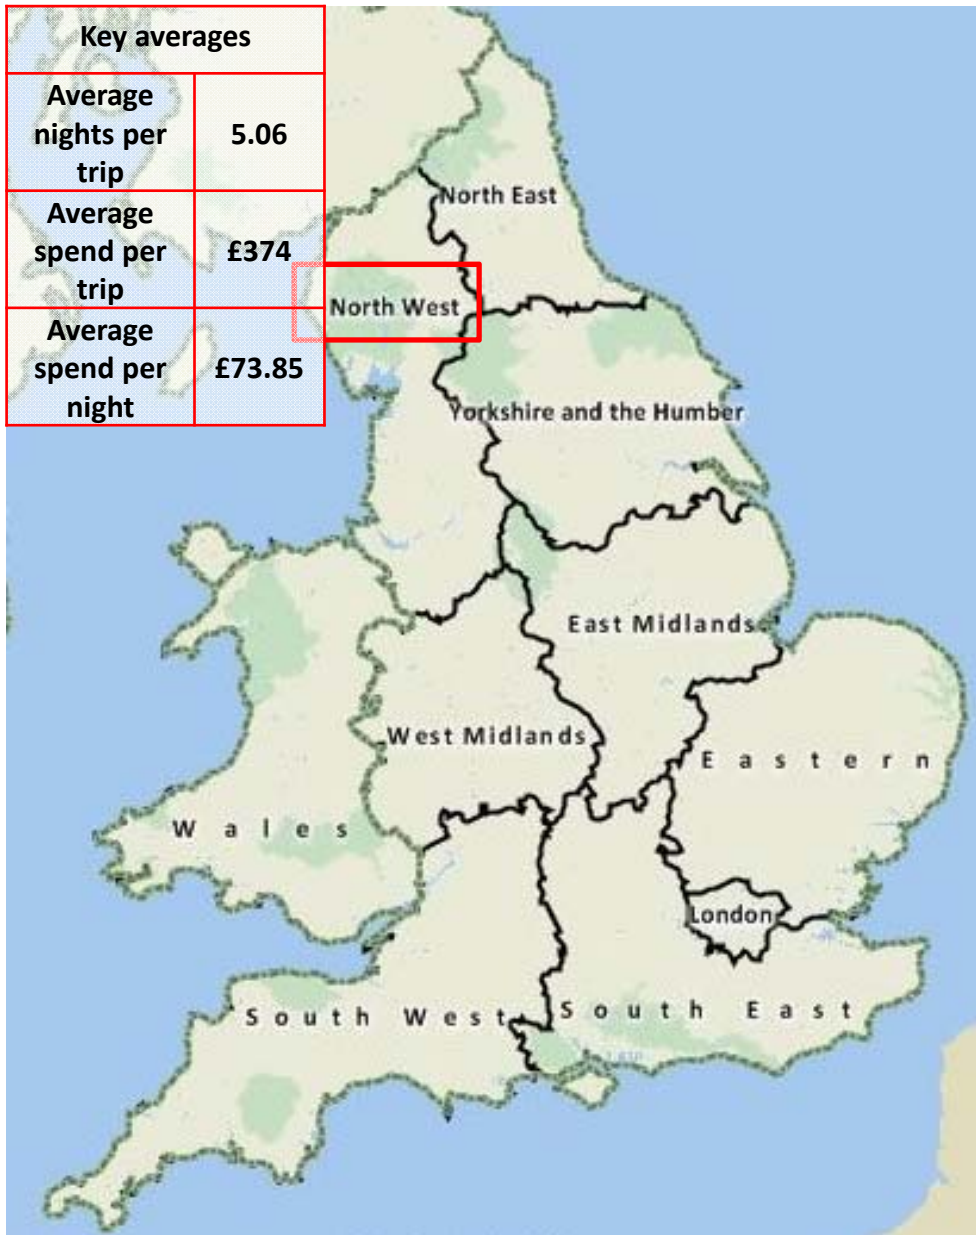 Key averages
Average
nights per
trip
5.06
Average
spend per
trip
£374
Average
spend per
night
£73.85
North East
North West
Yorkshire and the Humber
East Midlands
West Midlands
Eastern
Wales
London
South West
South East